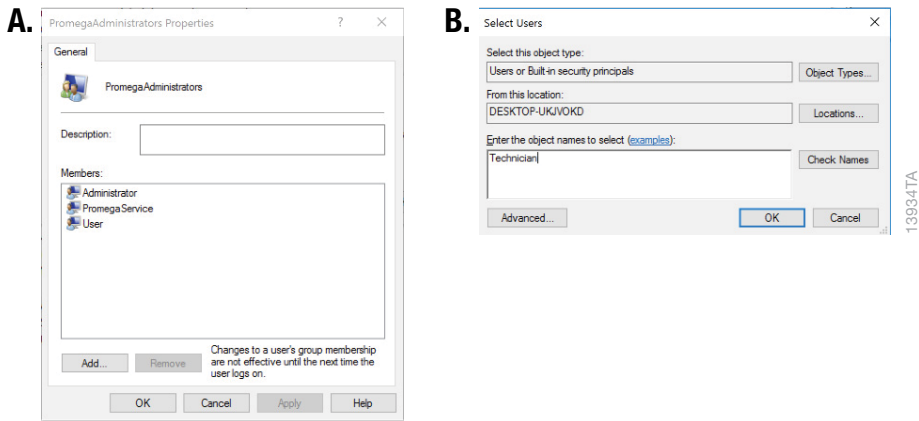 A.
PromegaAdministrators Properties
General
PromegaAdministrators
Description:
Members:
Administrator
PromegaService
User
Add...
Remove
Changes to a user's group membership
are not effective until the next time the
user logs on.
OK
Cancel
Apply
Help
B.
Select Users
Select this object type:
Users or Built-in security principals
Object Types...
From this location:
DESKTOP-UKJVOKD
Locations...
Enter the object names to select (examples):
Technician
Check Names
Advanced...
OK
Cancel
13934TA